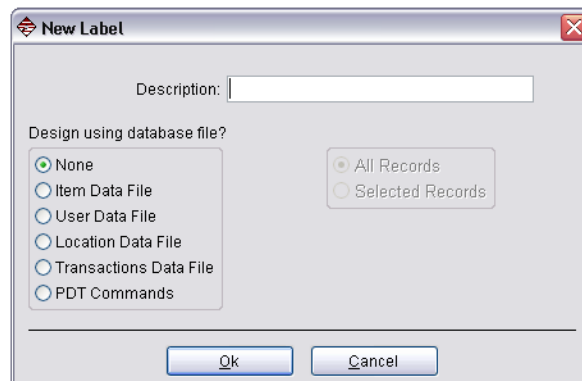 New Label
Description:
Design using database file?
None
Item Data File
User Data File
Location Data File
Transactions Data File
PDT Commands
All Records
Selected Records
Ok
Cancel